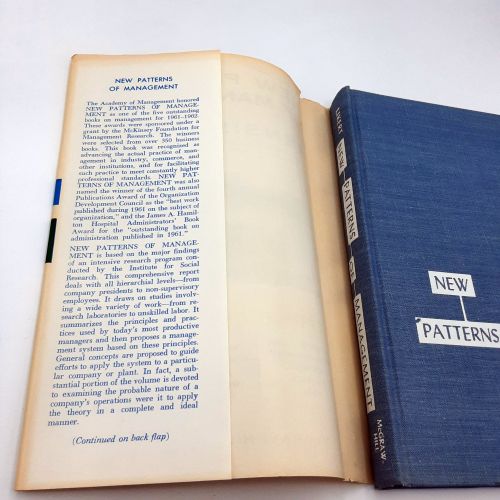 NEW PATTERNS
OF MANAGEMENT
The Academy of Management honored
NEW PATTERNS OF MANAGE-
MENT as one of the five outstanding
books on management for 1961-1962.
These awards were sponsored under a
grant by the McKinsey Foundation for
Management Research. The winners
were selected from over 350 business
books. This book was recognized as
advancing the actual practice of man-
agement in industry, commerce, and
other institutions, and for facilitating
such practice to meet constantly higher
professional standards. NEW PAT-
TERNS OF MANAGEMENT was also
named the winner of the fourth annual
Publications Award of the Organization
Development Council as the "best work
published during 1961 on the subject of
organization," and the James A. Hamil-
ton Hospital Administrators' Book
Award for the "outstanding book on
administration published in 1961."
NEW PATTERNS OF MANAGE-
MENT is based on the major findings
of an intensive research program con-
ducted by the Institute for Social
Research. This comprehensive report
deals with all hierarchial levels—from
company presidents to non-supervisory
employees. It draws on studies involv-
ing a wide variety of work—from re-
search laboratories to unskilled labor. It
summarizes the principles and prac-
tices used by today's most productive
managers and then proposes a manage-
ment system based on these principles.
General concepts are proposed to guide
efforts to apply the system to a particu-
lar company or plant. In fact, a sub-
stantial portion of the volume is devoted
to examining the probable nature of a
company's operations were it to apply
the theory in a complete and ideal
manner.
(Continued on back flap)
LIKERT NEW PATTERNS OF MANAGEMENT
McGRAW-
HILL
NEW
PATTERNS